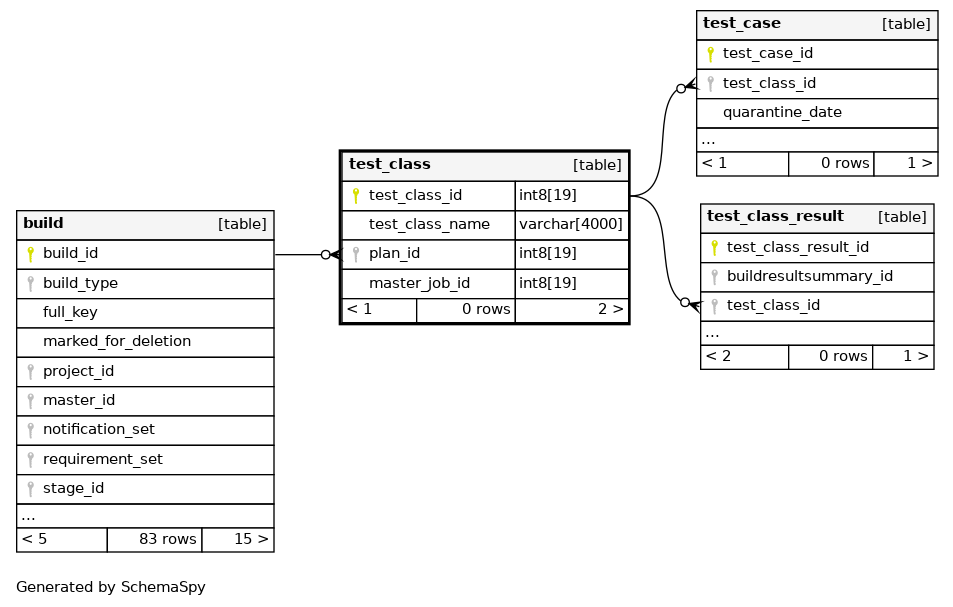 test_case [table]
test_case_id
test_class_id
quarantine_date
...
< 1 0 rows 1 >
test_class [table]
test_class_id int8[19]
test_class_name varchar[4000]
plan_id int8[19]
master_job_id int8[19]
< 1 0 rows 2 >
test_class_result [table]
test_class_result_id
buildresultsummary_id
test_class_id
...
< 2 0 rows 1 >
build [table]
build_id
build_type
full_key
marked_for_deletion
project_id
master_id
notification_set
requirement_set
stage_id
...
< 5 83 rows 15 >
Generated by SchemaSpy